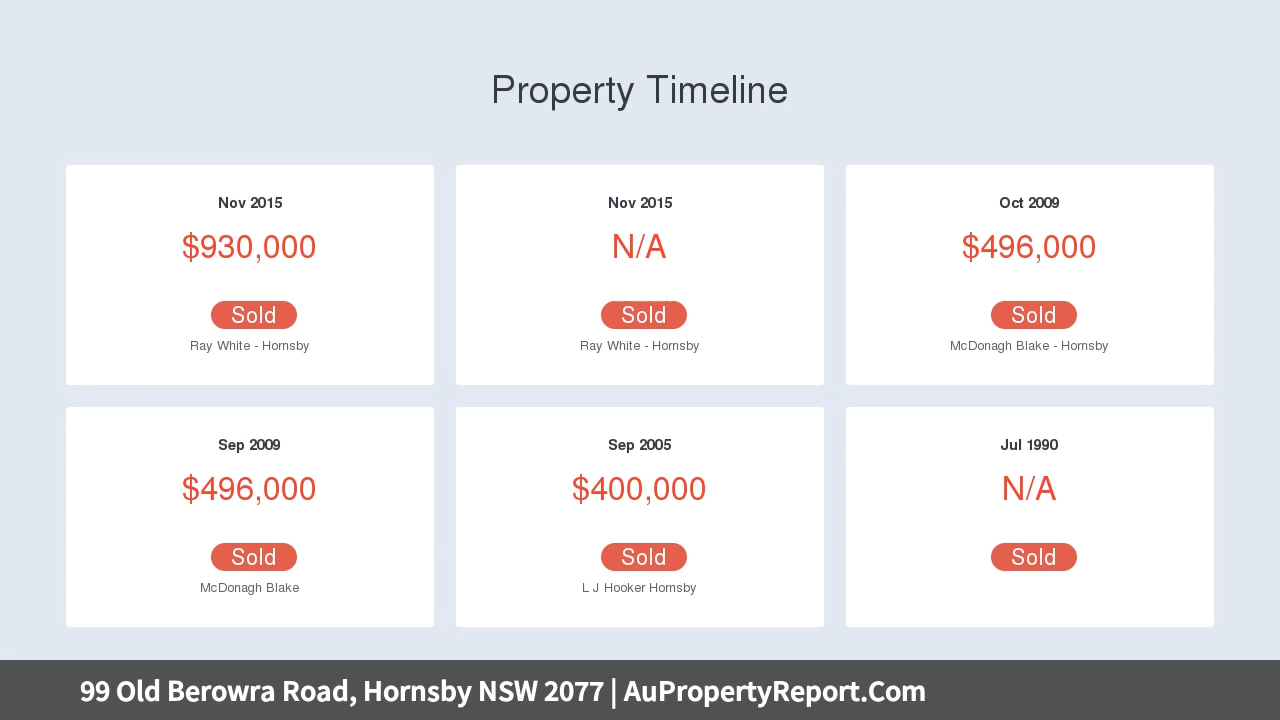 Property Timeline
Nov 2015
$930,000
Sold
Ray White - Hornsby
Nov 2015
N/A
Sold
Ray White - Hornsby
Oct 2009
$496,000
Sold
McDonagh Blake - Hornsby
Sep 2009
$496,000
Sold
McDonagh Blake
Sep 2005
$400,000
Sold
L J Hooker Hornsby
Jul 1990
N/A
Sold
99 Old Berowra Road, Hornsby NSW 2077 | AuPropertyReport.Com